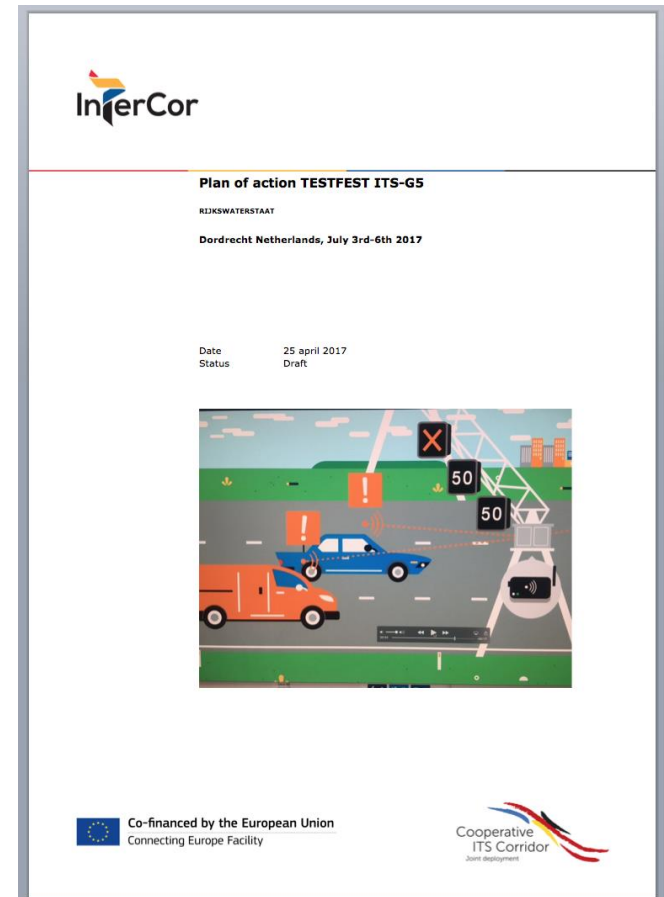 InTerCor
Plan of action TESTFEST ITS-G5
RIJKSWATERSTAAT
Dordrecht Netherlands, July 3rd-6th 2017
Date 25 april 2017
Status Draft
X
50
!
50
!
Co-financed by the European Union
Connecting Europe Facility
Cooperative
ITS Corridor
Joint deployment